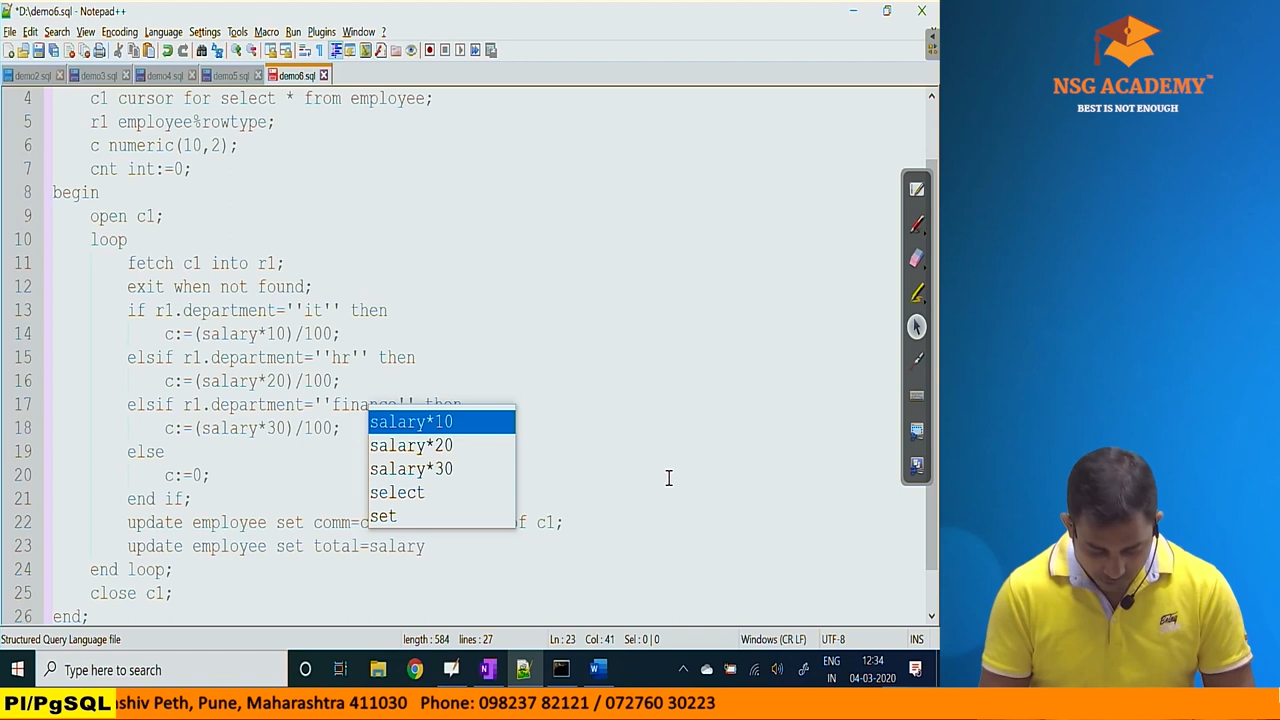 *D:\demo6.sql - Notepad++
File Edit Search View Encoding Language Settings Tools Macro Run Plugins Window ?
demo2.sql demo3.sql demo4.sql demo5.sql demo6.sql
4 c1 cursor for select * from employee;
5 r1 employee%rowtype;
6 c numeric(10,2);
7 cnt int:=0;
8 begin
9 open c1;
10 loop
11 fetch c1 into r1;
12 exit when not found;
13 if r1.department=''it'' then
14 c:=(salary*10)/100;
15 elsif r1.department=''hr'' then
16 c:=(salary*20)/100;
17 elsif r1.department=''finance'' then
18 c:=(salary*30)/100;
19 else
20 c:=0;
21 end if;
22 update employee set comm=c of c1;
23 update employee set total=salary
24 end loop;
25 close c1;
26 end;
salary*10
salary*20
salary*30
select
set
Structured Query Language file length : 584 lines : 27 Ln : 23 Col : 41 Sel : 0 | 0 Windows (CR LF) UTF-8 INS
Type here to search
ENG
IN
12:34
04-03-2020
NSG ACADEMY™
BEST IS NOT ENOUGH
Pl/PgSQL ashiv Peth, Pune, Maharashtra 411030 Phone: 098237 82121 / 072760 30223